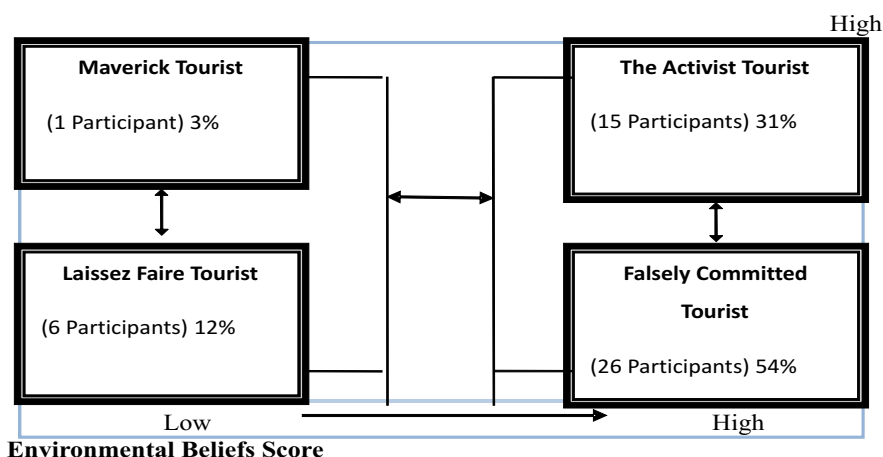 High
Maverick Tourist
(1 Participant) 3%
The Activist Tourist
(15 Participants) 31%
Laissez Faire Tourist
(6 Participants) 12%
Falsely Committed
Tourist
(26 Participants) 54%
Low
High
Environmental Beliefs Score